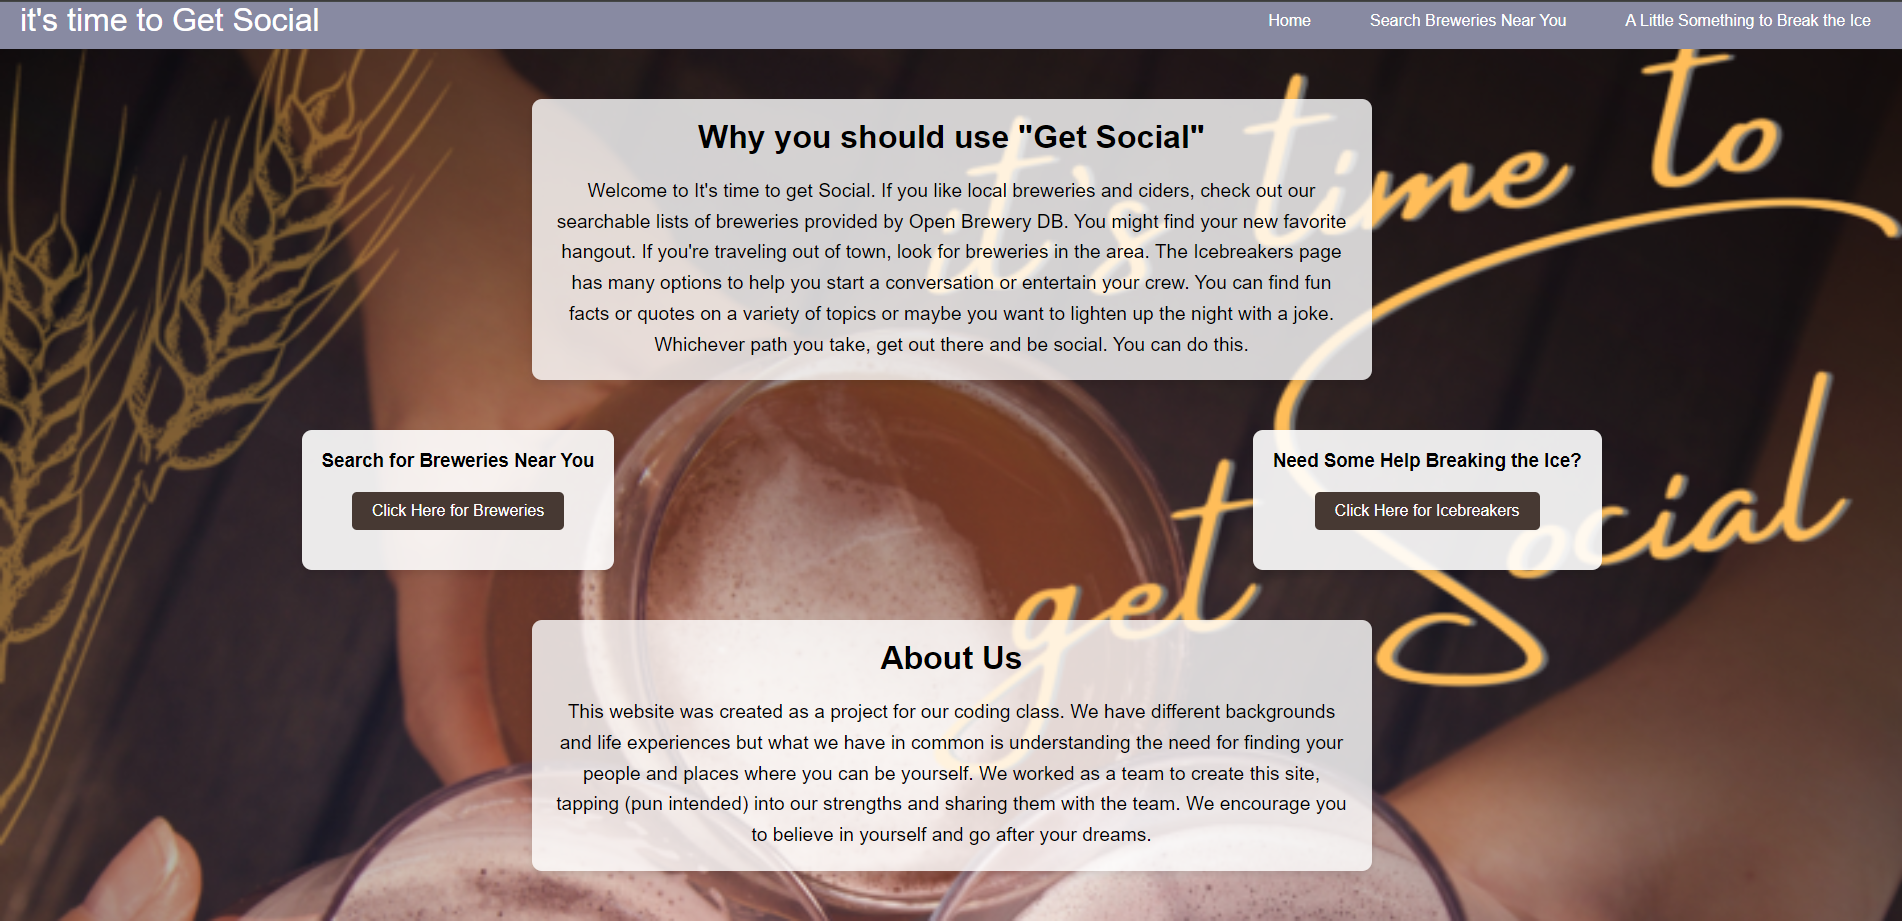 it's time to Get Social
Home
Search Breweries Near You
A Little Something to Break the Ice
it's time to
get Social
Why you should use "Get Social"
Welcome to It's time to get Social. If you like local breweries and ciders, check out our
searchable lists of breweries provided by Open Brewery DB. You might find your new favorite
hangout. If you're traveling out of town, look for breweries in the area. The Icebreakers page
has many options to help you start a conversation or entertain your crew. You can find fun
facts or quotes on a variety of topics or maybe you want to lighten up the night with a joke.
Whichever path you take, get out there and be social. You can do this.
Search for Breweries Near You
Click Here for Breweries
Need Some Help Breaking the Ice?
Click Here for Icebreakers
About Us
This website was created as a project for our coding class. We have different backgrounds
and life experiences but what we have in common is understanding the need for finding your
people and places where you can be yourself. We worked as a team to create this site,
tapping (pun intended) into our strengths and sharing them with the team. We encourage you
to believe in yourself and go after your dreams.